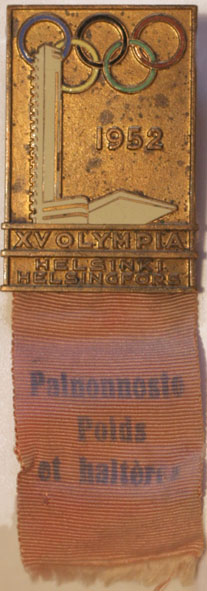 1952
XV OLYMPIA
HELSINKI
HELSINGFORS
Painonnosto
Poids
et haltères